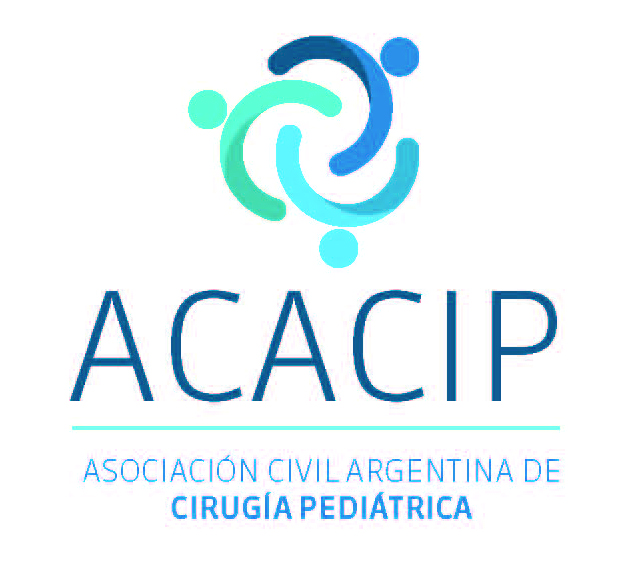 ACACIP
ASOCIACIÓN CIVIL ARGENTINA DE
CIRUGÍA PEDIÁTRICA